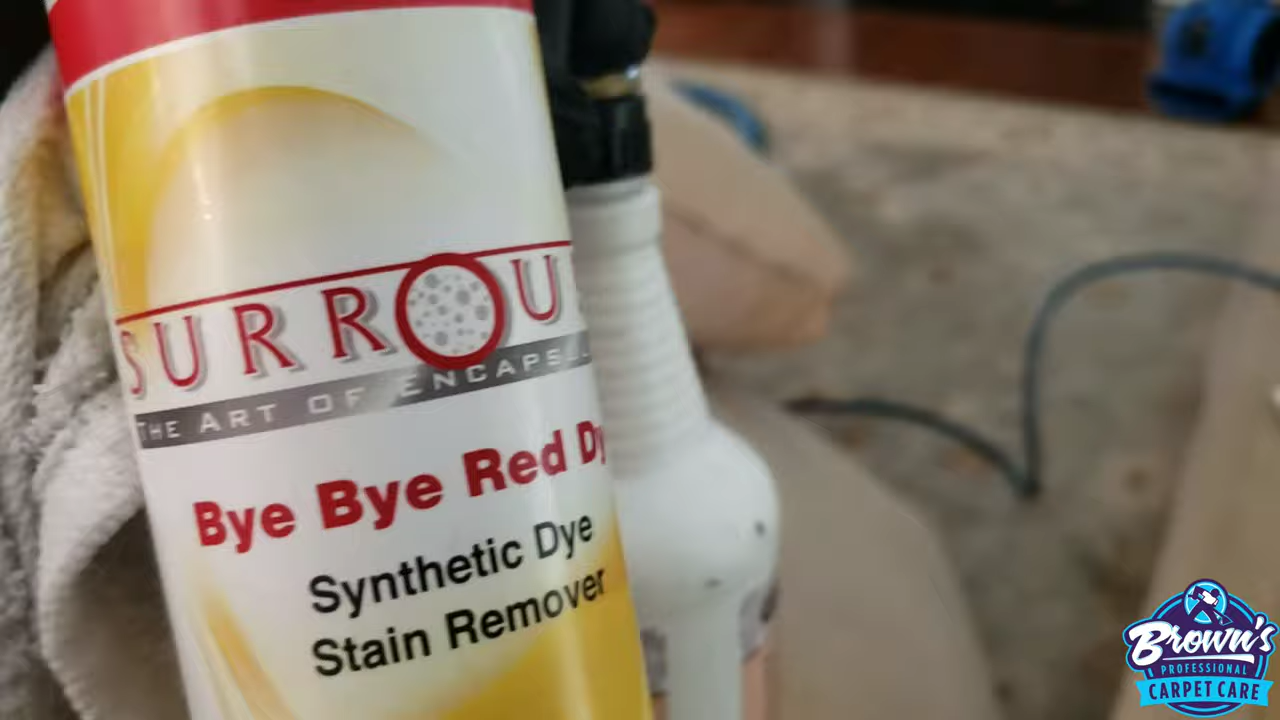 SURROU
THE ART OF ENCAPS
Bye Bye Red Dy
Synthetic Dye
Stain Remover
Brown's
PROFESSIONAL
CARPET CARE